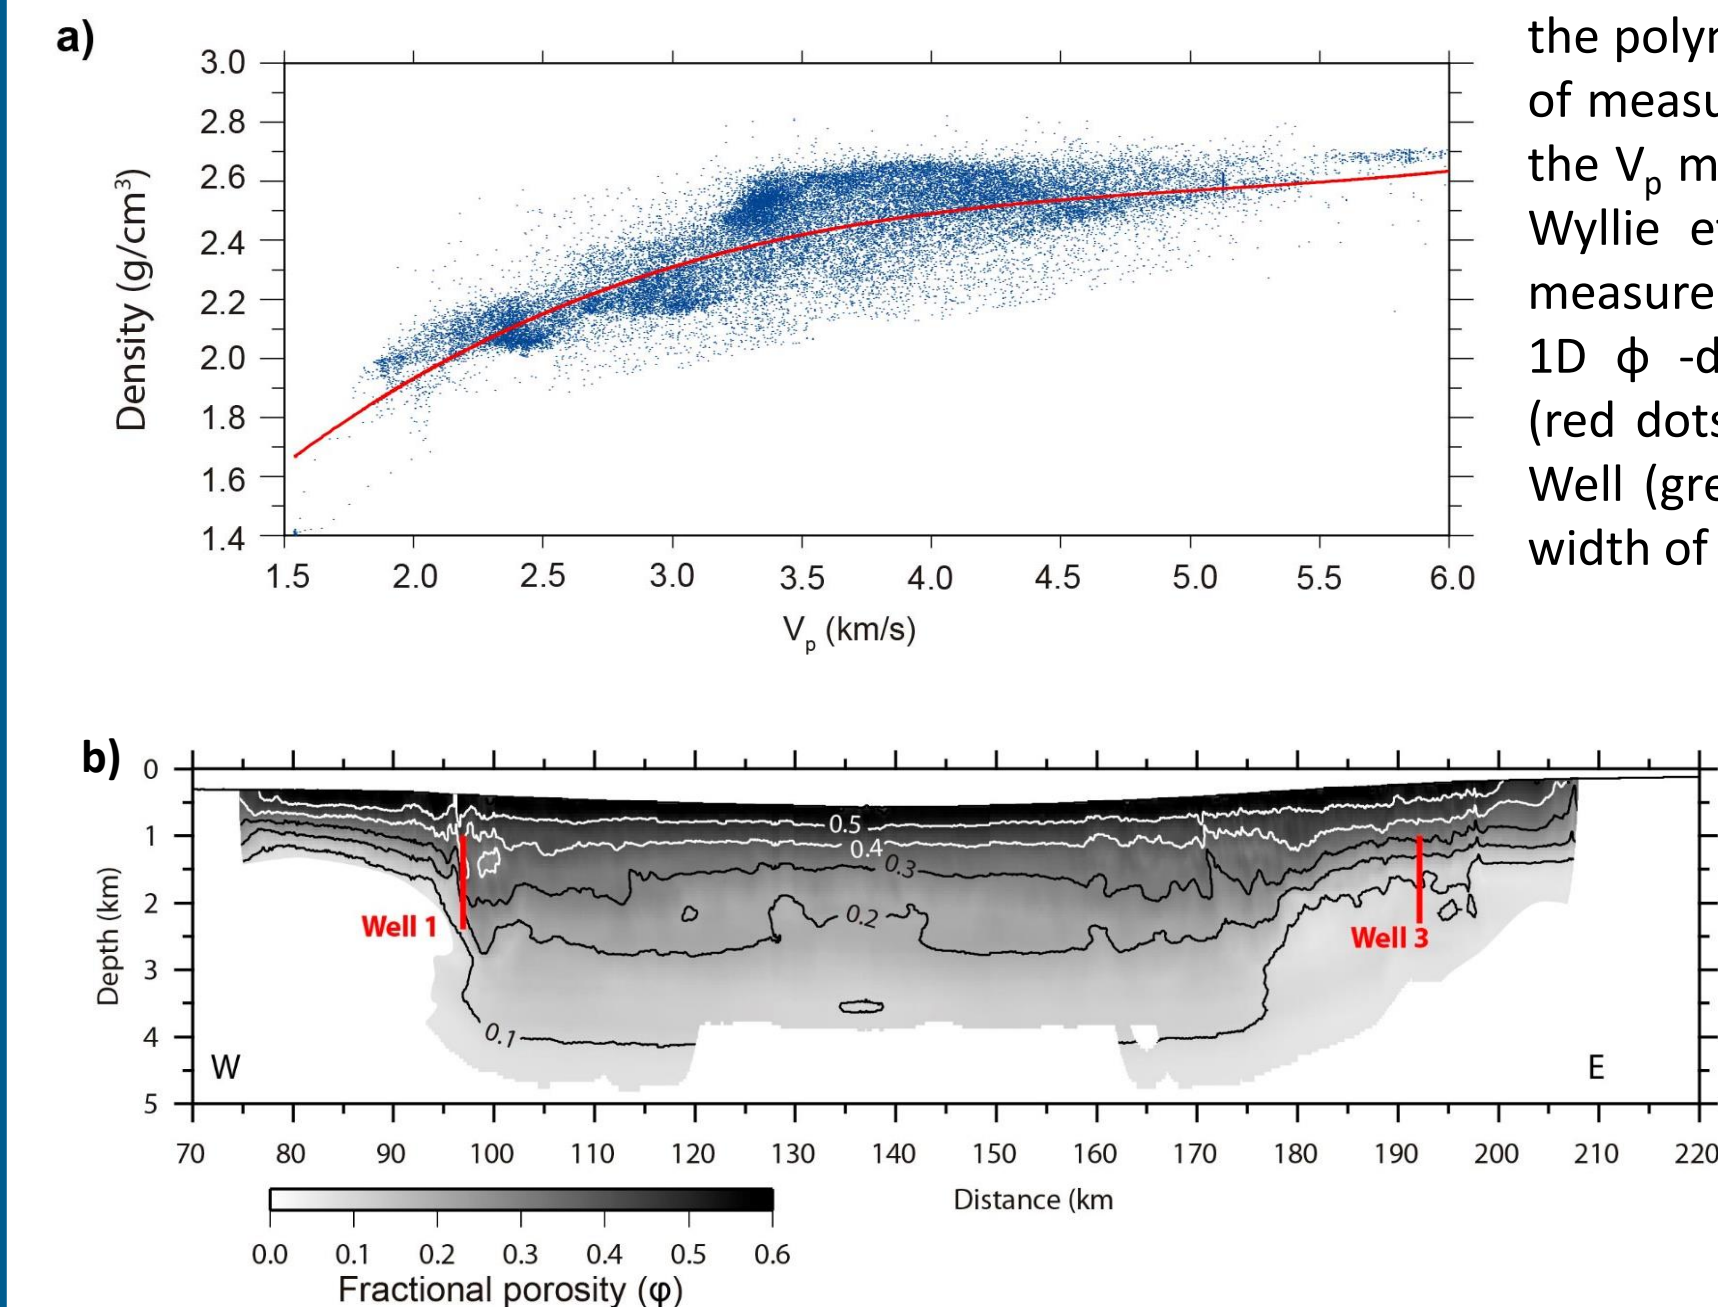 a)
3.0
2.8
2.6
2.4
2.2
2.0
1.8
1.6
1.4
Density (g/cm³)
1.5 2.0 2.5 3.0 3.5 4.0 4.5 5.0 5.5 6.0
Vp (km/s)
the polyn
of measu
the Vp m
Wyllie et
measure
1D ϕ -d
(red dots
Well (gre
width of
b)
0
1
2
3
4
5
Depth (km)
0.5
0.4
0.3
0.2
0.1
Well 1
Well 3
W
E
70 80 90 100 110 120 130 140 150 160 170 180 190 200 210 220
Distance (km
0.0 0.1 0.2 0.3 0.4 0.5 0.6
Fractional porosity (φ)